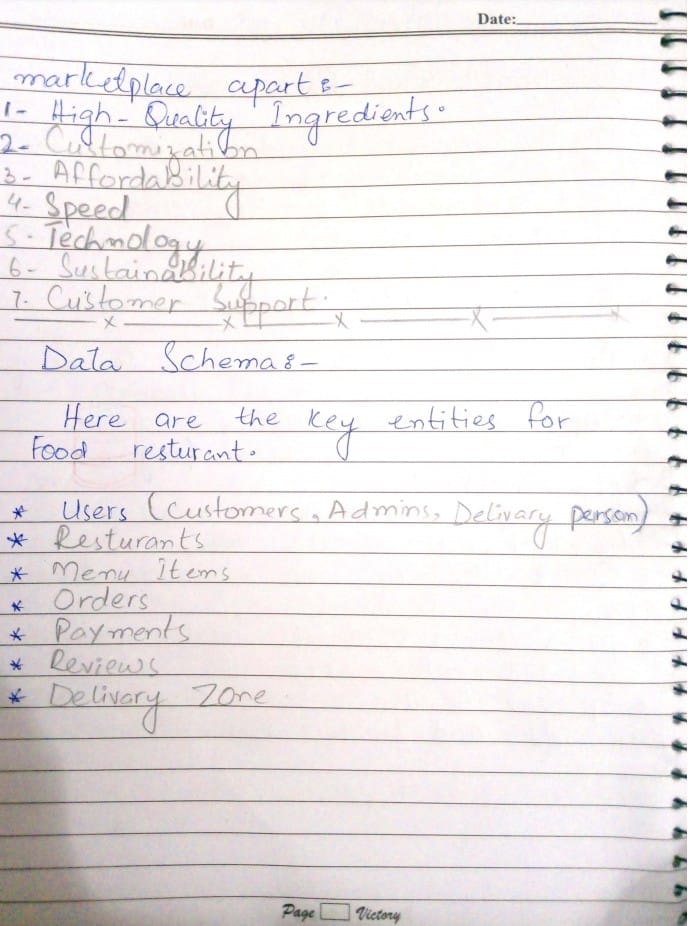 Date:
marketplace apart :-
1- High-Quality Ingredients.
2- Customization
3- Affordability
4- Speed
5- Technology
6- Sustainability
7- Customer Support.
Data Schema :-
Here are the key entities for
Food resturant.
* Users (Customers, Admins, Delivary person)
* Resturants
* Menu Items
* Orders
* Payments
* Reviews
* Delivary Zone
Page Victory